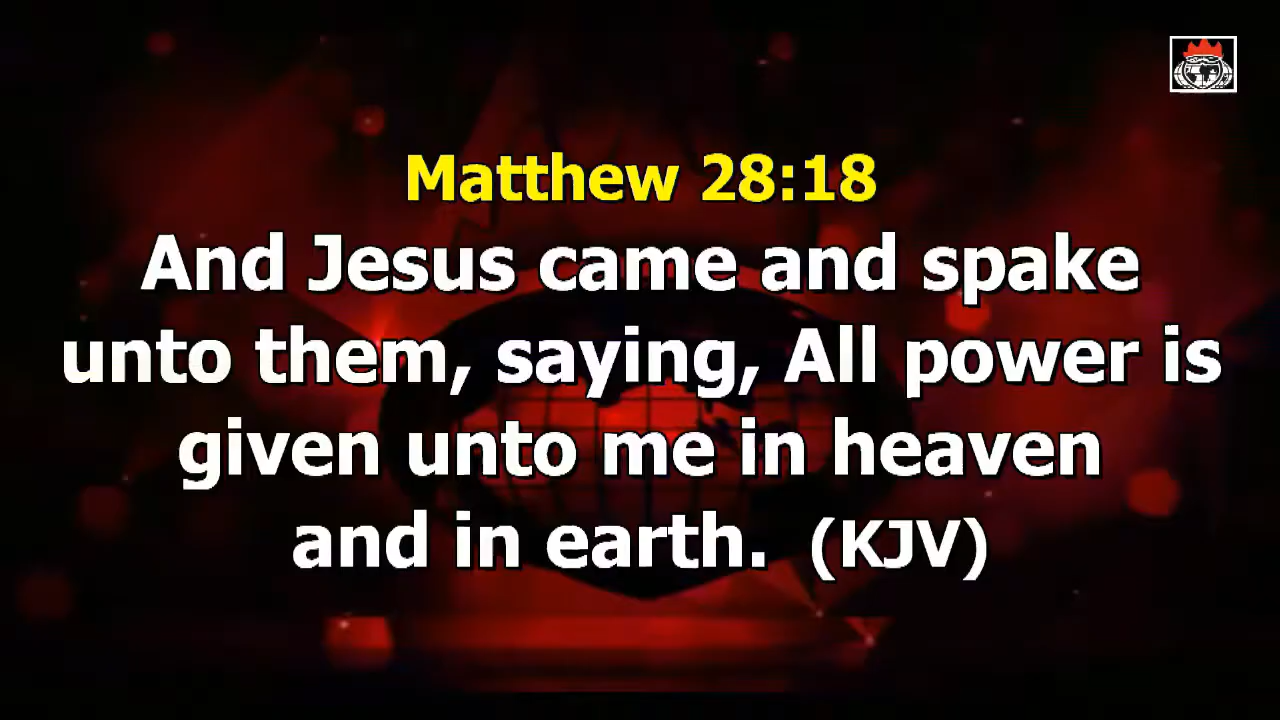 Matthew 28:18
And Jesus came and spake
unto them, saying, All power is
given unto me in heaven
and in earth. (KJV)